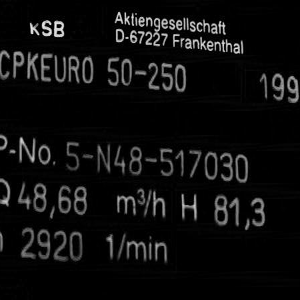 KSB Aktiengesellschaft
D-67227 Frankenthal
CPKEURO 50-250 199
P-No. 5-N48-517030
Q 48,68 m³/h H 81,3
n 2920 1/min